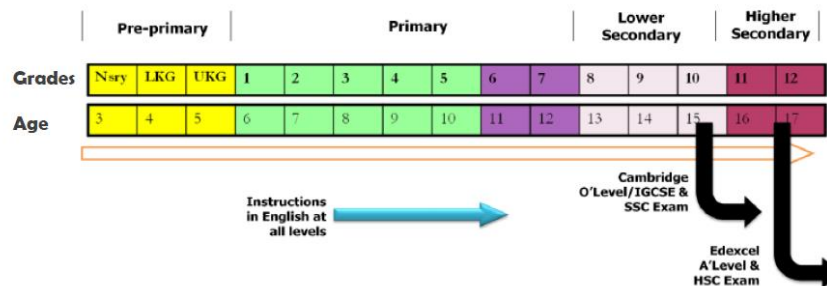 Pre-primary
Primary
Lower
Secondary
Higher
Secondary
Grades Nsry LKG UKG 1 2 3 4 5 6 7 8 9 10 11 12
Age 3 4 5 6 7 8 9 10 11 12 13 14 15 16 17
Instructions
in English at
all levels
Cambridge
O'Level/IGCSE &
SSC Exam
Edexcel
A'Level &
HSC Exam